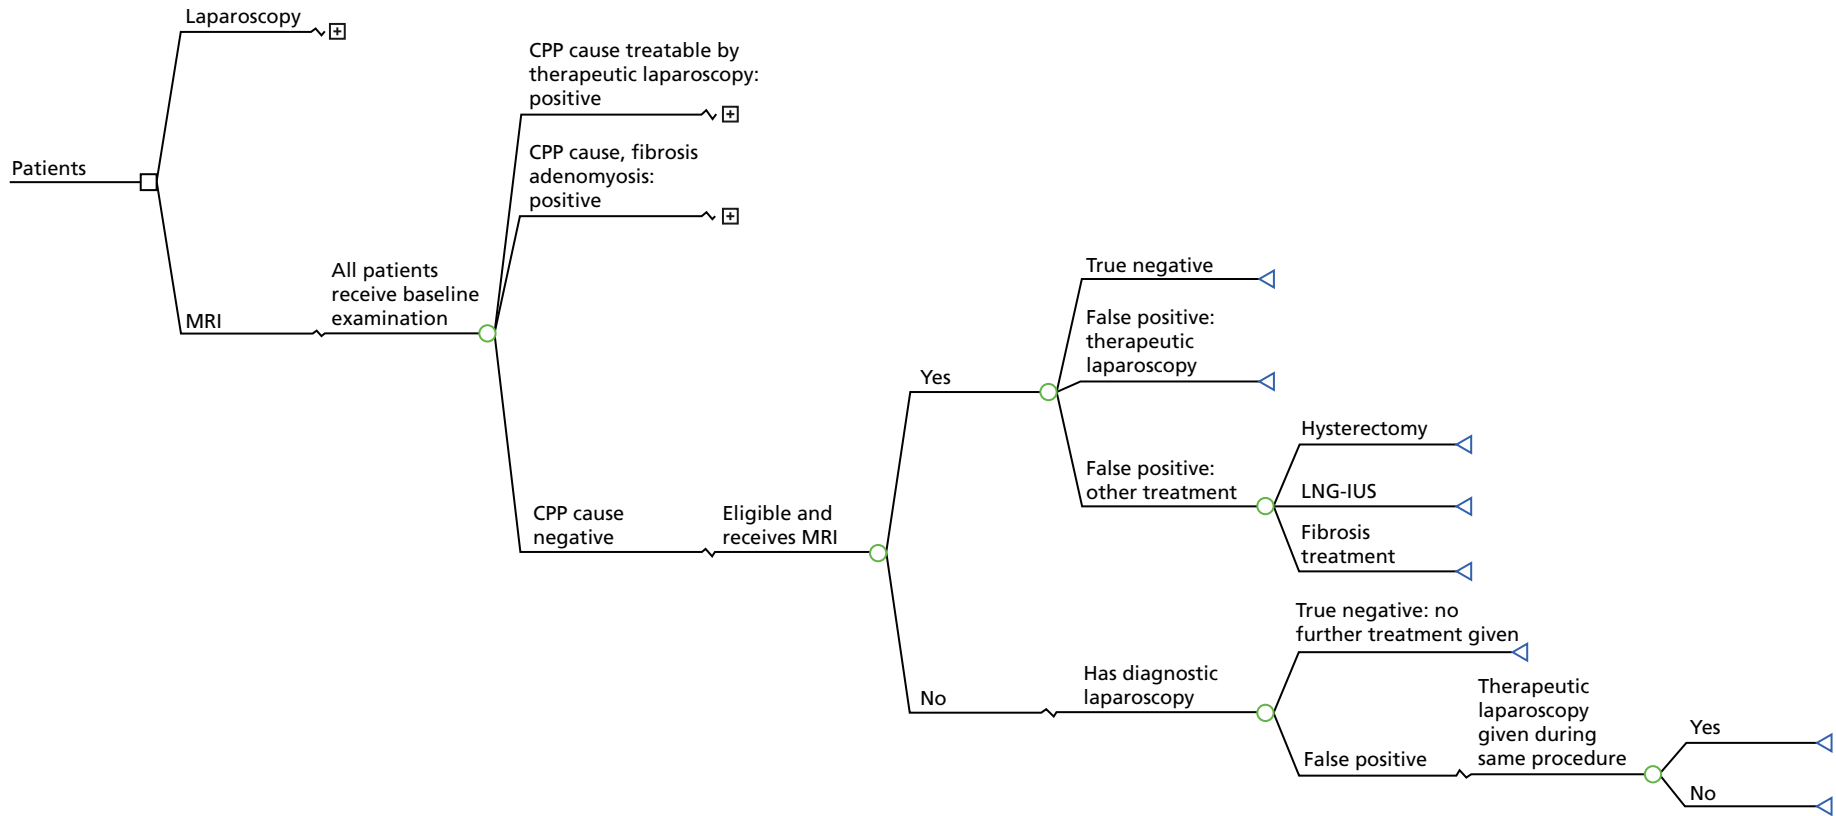 Laparoscopy
CPP cause treatable by
therapeutic laparoscopy:
positive
CPP cause, fibrosis
adenomyosis:
positive
Patients
All patients
receive baseline
examination
MRI
True negative
False positive:
therapeutic
laparoscopy
Yes
Hysterectomy
False positive:
other treatment
LNG-IUS
Fibrosis
treatment
CPP cause
negative
Eligible and
receives MRI
True negative: no
further treatment given
Has diagnostic
laparoscopy
No
Therapeutic
laparoscopy
given during
same procedure
False positive
Yes
No